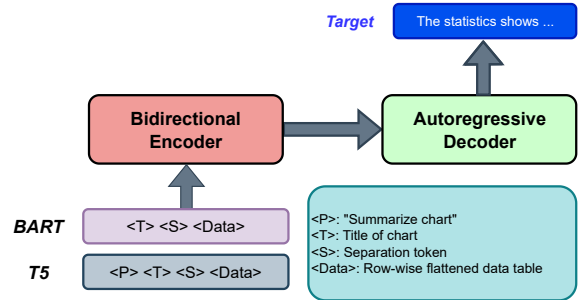 Target
The statistics shows ...
Bidirectional
Encoder
Autoregressive
Decoder
BART
<T> <S> <Data>
T5
<P> <T> <S> <Data>
<P>: "Summarize chart"
<T>: Title of chart
<S>: Separation token
<Data>: Row-wise flattened data table